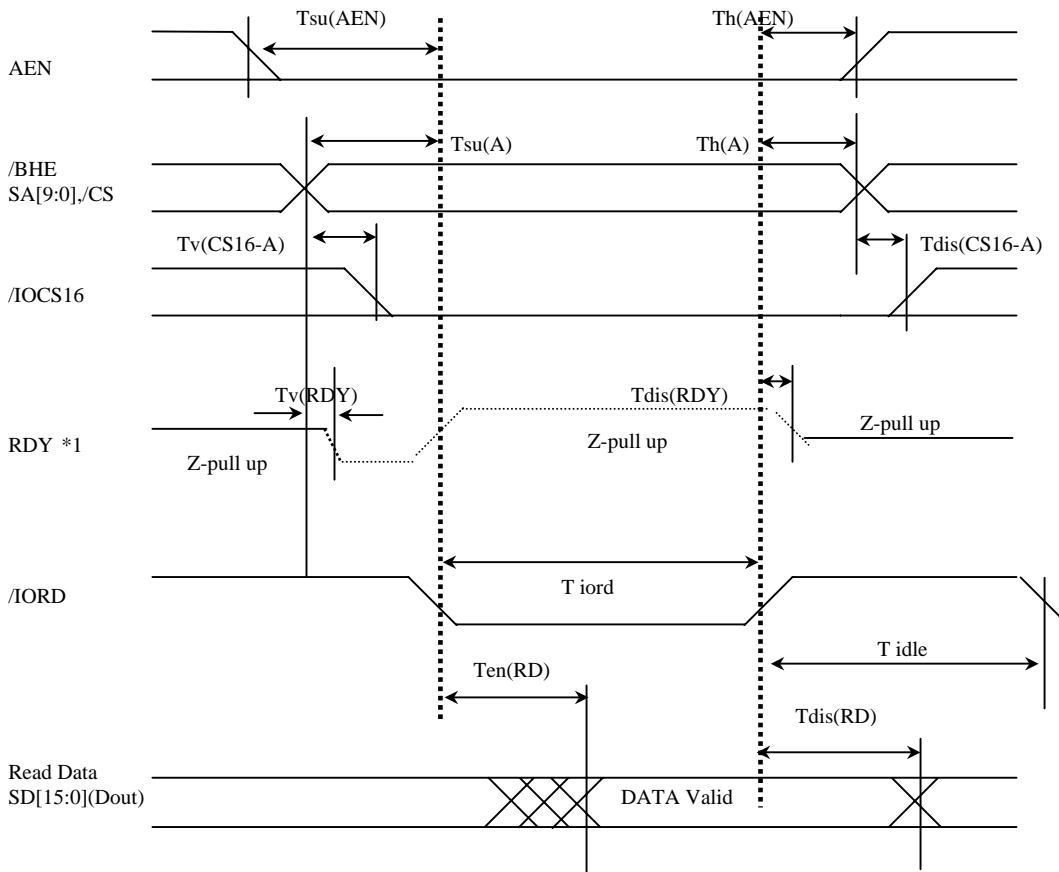 Tsu(AEN)
Th(AEN)
AEN
Tsu(A)
Th(A)
/BHE
SA[9:0],/CS
Tv(CS16-A)
Tdis(CS16-A)
/IOCS16
Tv(RDY)
Tdis(RDY)
RDY *1
Z-pull up
Z-pull up
Z-pull up
/IORD
T iord
T idle
Ten(RD)
Tdis(RD)
Read Data
SD[15:0](Dout)
DATA Valid